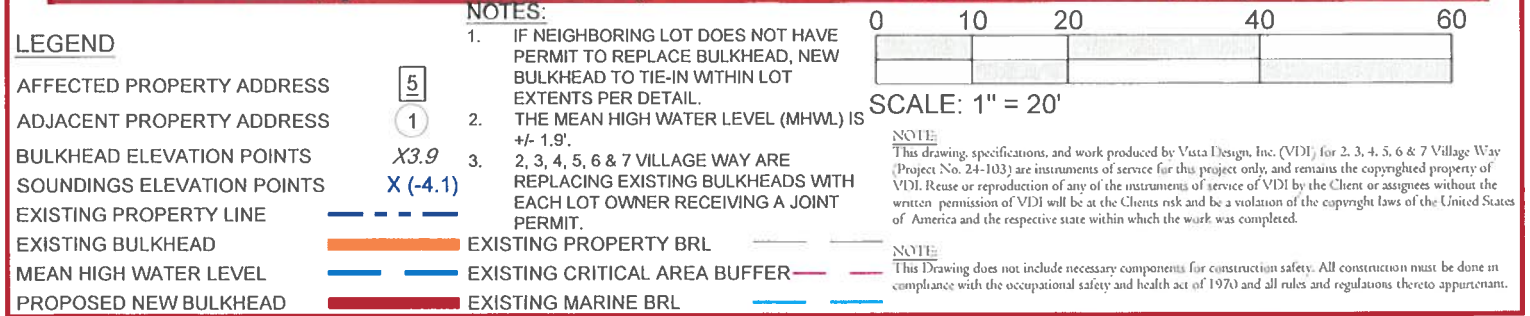 LEGEND
AFFECTED PROPERTY ADDRESS 5
ADJACENT PROPERTY ADDRESS 1
BULKHEAD ELEVATION POINTS X3.9
SOUNDINGS ELEVATION POINTS X (-4.1)
EXISTING PROPERTY LINE
EXISTING BULKHEAD
MEAN HIGH WATER LEVEL
PROPOSED NEW BULKHEAD
NOTES:
1. IF NEIGHBORING LOT DOES NOT HAVE
PERMIT TO REPLACE BULKHEAD, NEW
BULKHEAD TO TIE-IN WITHIN LOT
EXTENTS PER DETAIL.
2. THE MEAN HIGH WATER LEVEL (MHWL) IS
+/- 1.9'.
3. 2, 3, 4, 5, 6 & 7 VILLAGE WAY ARE
REPLACING EXISTING BULKHEADS WITH
EACH LOT OWNER RECEIVING A JOINT
PERMIT.
EXISTING PROPERTY BRL
EXISTING CRITICAL AREA BUFFER
EXISTING MARINE BRL
0 10 20 40 60
SCALE: 1" = 20'
NOTE:
This drawing, specifications, and work produced by Vista Design, Inc. (VDI) for 2, 3, 4, 5, 6 & 7 Village Way
(Project No. 24-103) are instruments of service for this project only, and remains the copyrighted property of
VDI. Reuse or reproduction of any of the instruments of service of VDI by the Client or assignees without the
written permission of VDI will be at the Clients risk and be a violation of the copyright laws of the United States
of America and the respective state within which the work was completed.
NOTE:
This Drawing does not include necessary components for construction safety. All construction must be done in
compliance with the occupational safety and health act of 1970 and all rules and regulations thereto appurtenant.